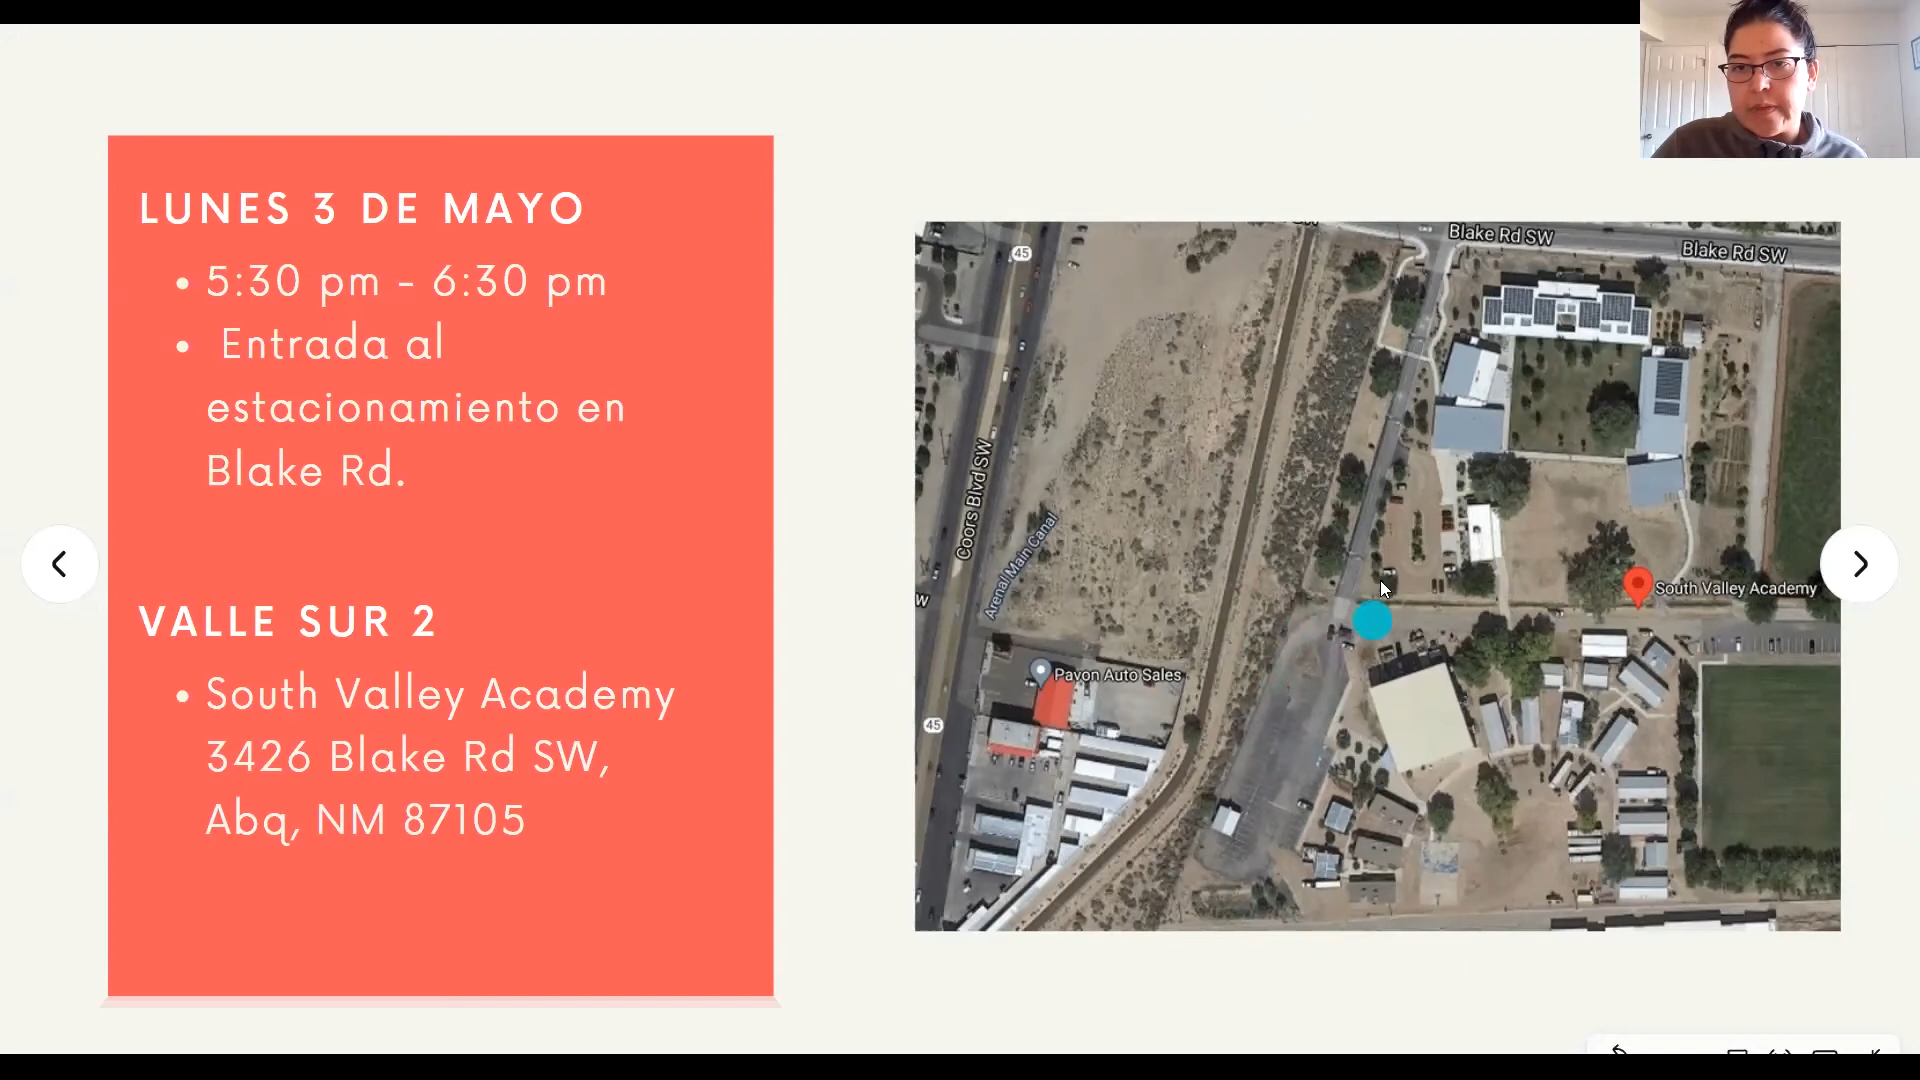 LUNES 3 DE MAYO
• 5:30 pm - 6:30 pm
• Entrada al
estacionamiento en
Blake Rd.
VALLE SUR 2
• South Valley Academy
3426 Blake Rd SW,
Abq, NM 87105
Blake Rd SW
Blake Rd SW
45
Coors Blvd SW
Arenal Main Canal
W
South Valley Academy
Pavon Auto Sales
45